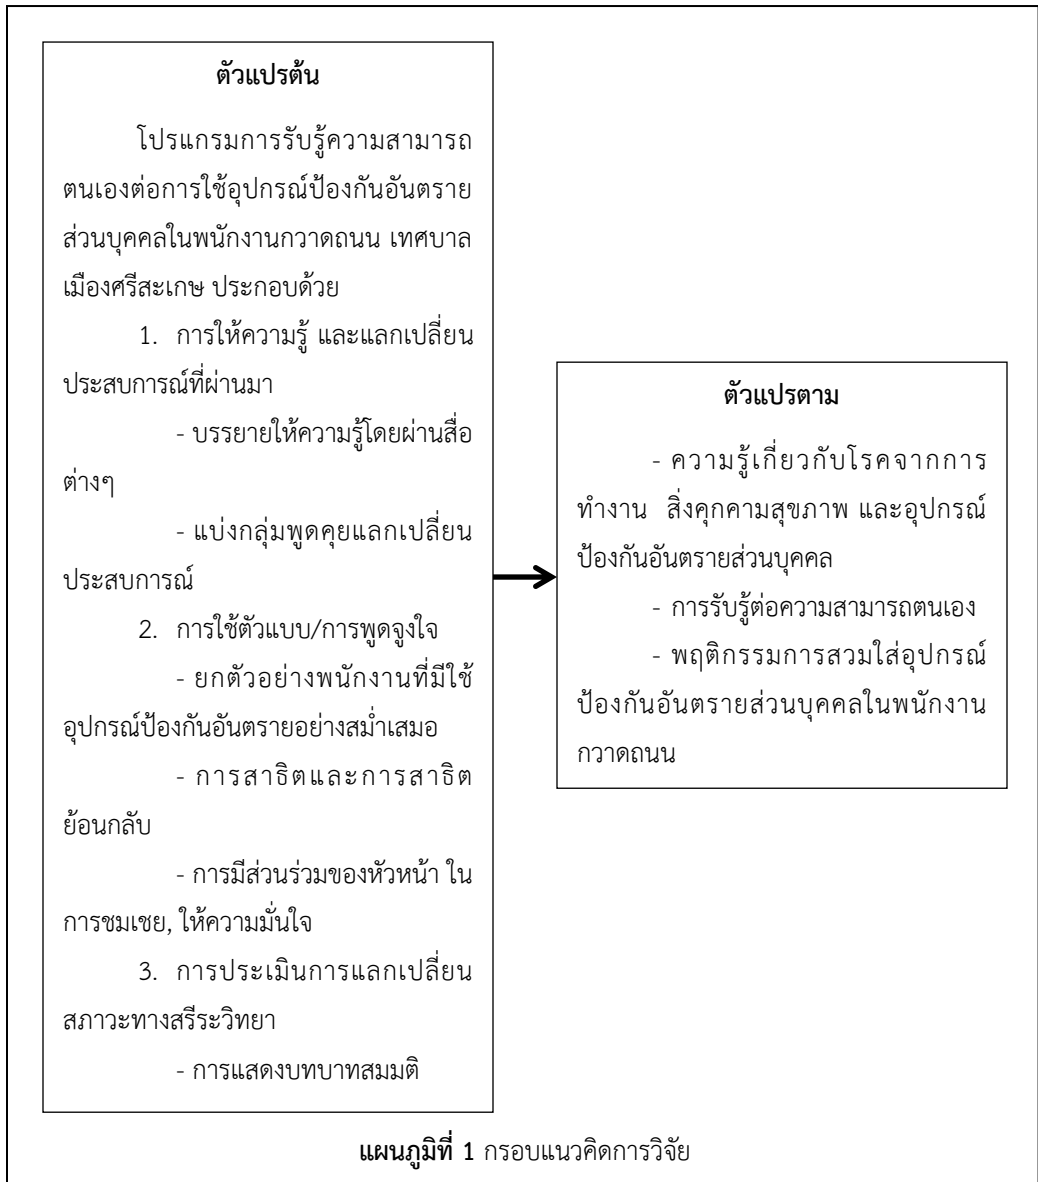 ตัวแปรต้น
โปรแกรมการรับรู้ความสามารถ
ตนเองต่อการใช้อุปกรณ์ป้องกันอันตราย
ส่วนบุคคลในพนักงานกวาดถนน เทศบาล
เมืองศรีสะเกษ ประกอบด้วย
1. การให้ความรู้ และแลกเปลี่ยน
ประสบการณ์ที่ผ่านมา
- บรรยายให้ความรู้โดยผ่านสื่อ
ต่างๆ
- แบ่งกลุ่มพูดคุยแลกเปลี่ยน
ประสบการณ์
2. การใช้ตัวแบบ/การพูดจูงใจ
- ยกตัวอย่างพนักงานที่มีใช้
อุปกรณ์ป้องกันอันตรายอย่างสม่ำเสมอ
- การสาธิตและการสาธิต
ย้อนกลับ
- การมีส่วนร่วมของหัวหน้า ใน
การชมเชย, ให้ความมั่นใจ
3. การประเมินการแลกเปลี่ยน
สภาวะทางสรีระวิทยา
- การแสดงบทบาทสมมติ
ตัวแปรตาม
- ความรู้เกี่ยวกับโรคจากการ
ทำงาน สิ่งคุกคามสุขภาพ และอุปกรณ์
ป้องกันอันตรายส่วนบุคคล
- การรับรู้ต่อความสามารถตนเอง
- พฤติกรรมการสวมใส่อุปกรณ์
ป้องกันอันตรายส่วนบุคคลในพนักงาน
กวาดถนน
แผนภูมิที่ 1 กรอบแนวคิดการวิจัย